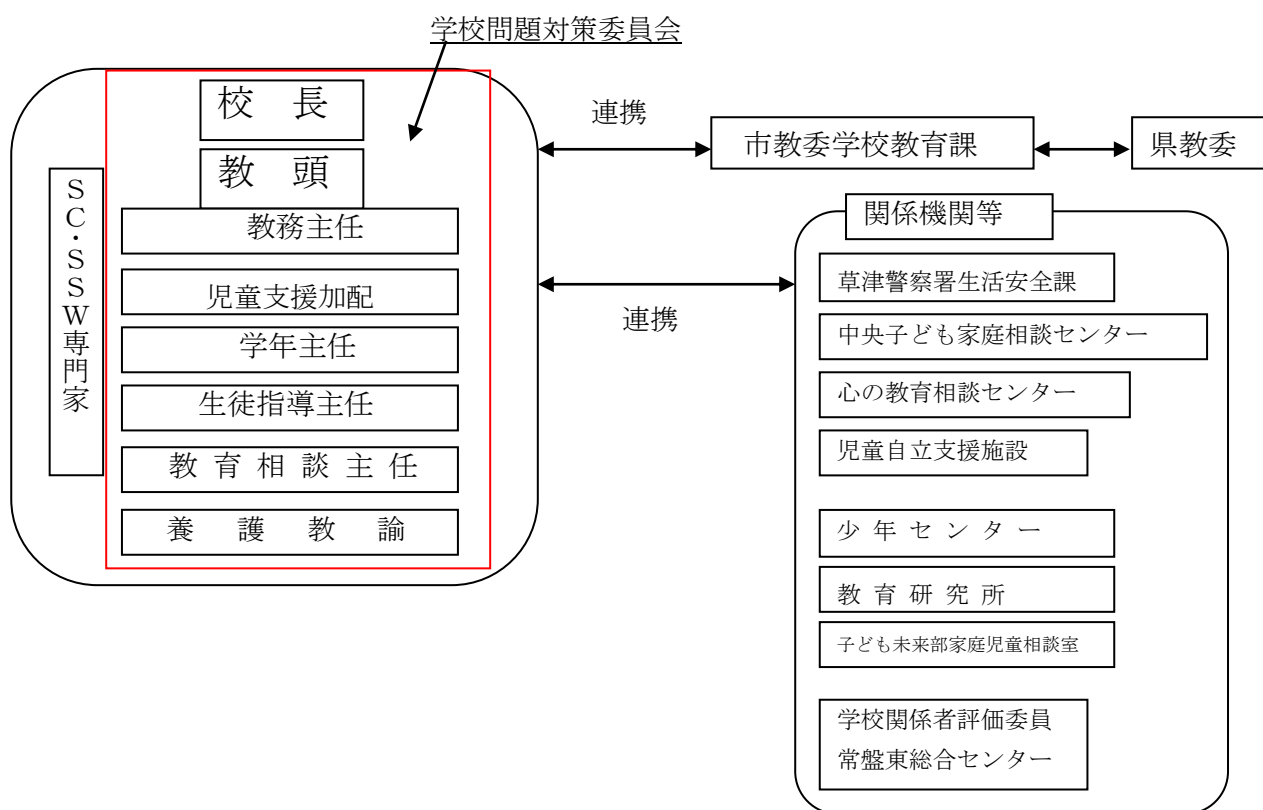 学校問題対策委員会
校　長
教　頭
教務主任
児童支援加配
学年主任
生徒指導主任
教 育 相 談 主 任
養　護　教　諭
ＳＣ・ＳＳＷ専門家
連携
市教委学校教育課
県教委
連携
関係機関等
草津警察署生活安全課
中央子ども家庭相談センター
心の教育相談センター
児童自立支援施設
少 年 セ ン タ ー
教 育 研 究 所
子ども未来部家庭児童相談室
学校関係者評価委員
常盤東総合センター